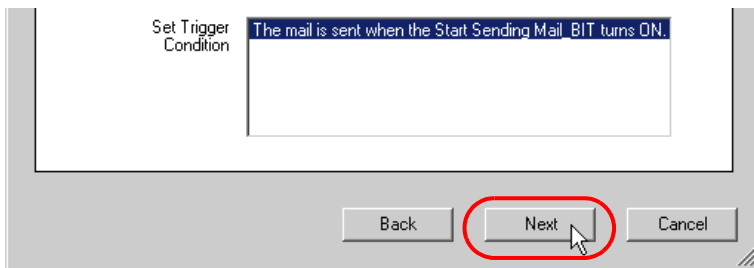 Set Trigger
Condition
The mail is sent when the Start Sending Mail_BIT turns ON.
Back
Next
Cancel